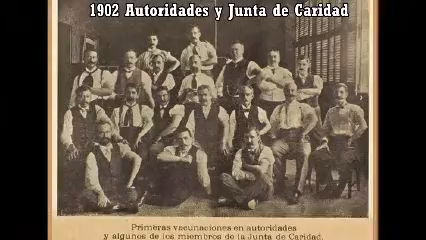 1902 Autoridades y Junta de Caridad
Primeras vacunaciones en autoridades
y algunos de los miembros de la Junta de Caridad.